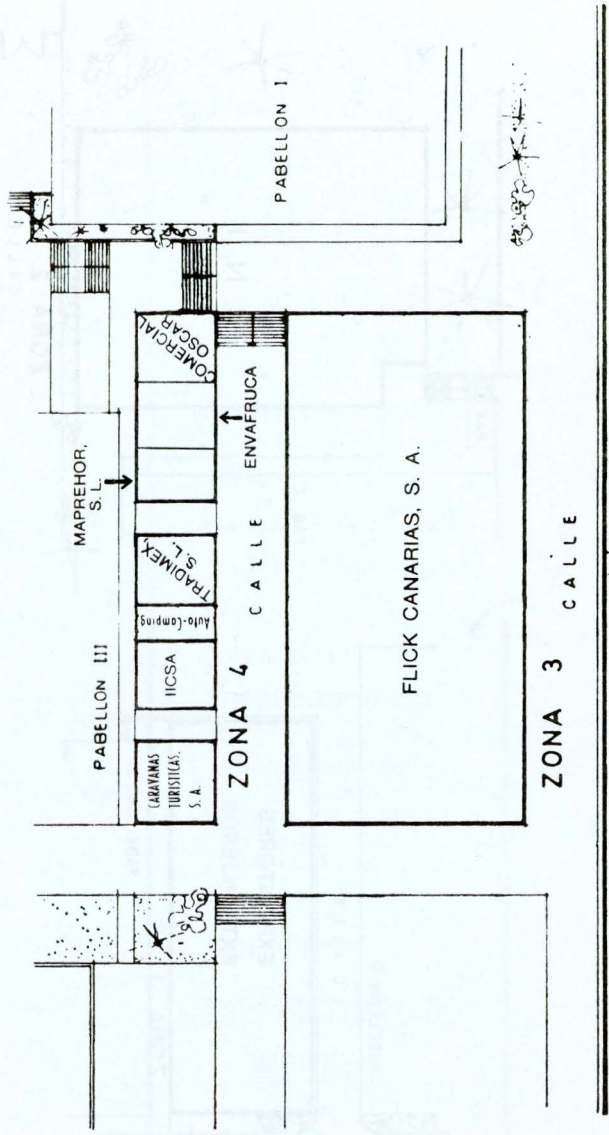 PABELLON I
COMERCIAL
OSCAR
MAPREHOR,
S. L.
ENVAFRUCA
TRADIMEX,
S. L.
Auto-Camping
IICSA
PABELLON III
CARAVANAS
TURISTICAS,
S. A.
CALLE
ZONA 4
FLICK CANARIAS, S. A.
CALLE
ZONA 3